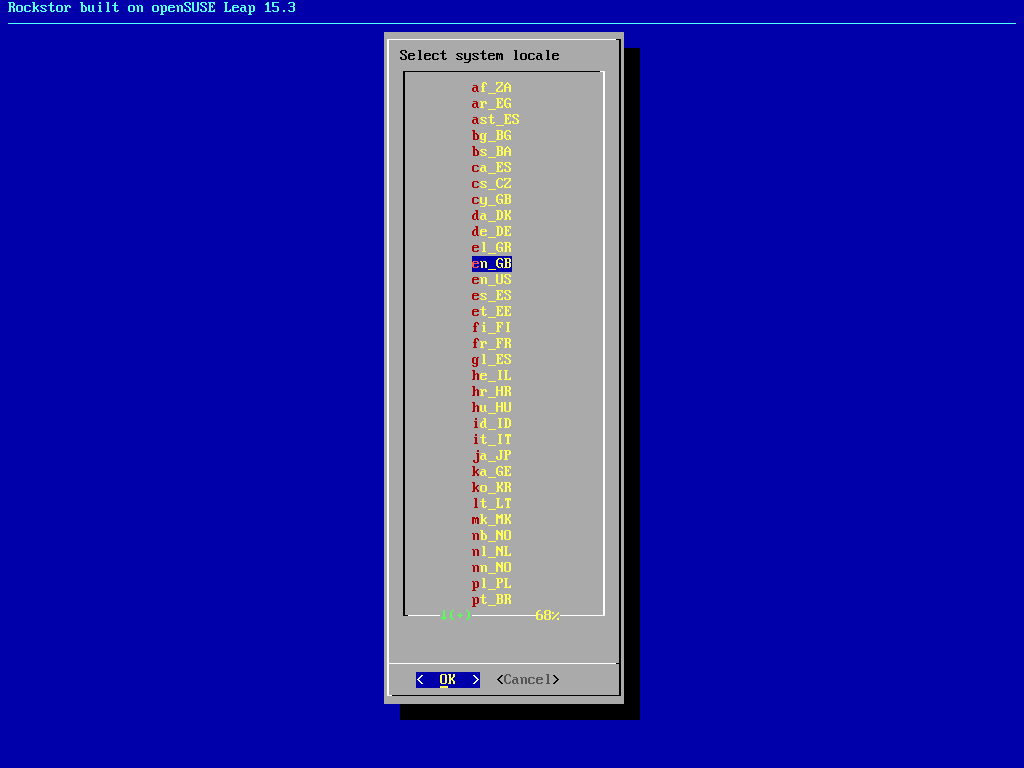 Rockstor built on openSUSE Leap 15.3
Select system locale
af_ZA
ar_EG
ast_ES
bg_BG
bs_BA
ca_ES
cs_CZ
cy_GB
da_DK
de_DE
el_GR
en_GB
en_US
es_ES
et_EE
fi_FI
fr_FR
gl_ES
he_IL
hr_HR
hu_HU
id_ID
it_IT
ja_JP
ka_GE
ko_KR
lt_LT
mk_MK
nb_NO
nl_NL
nn_NO
pl_PL
pt_BR
↓(+) 68%
< OK > <Cancel>